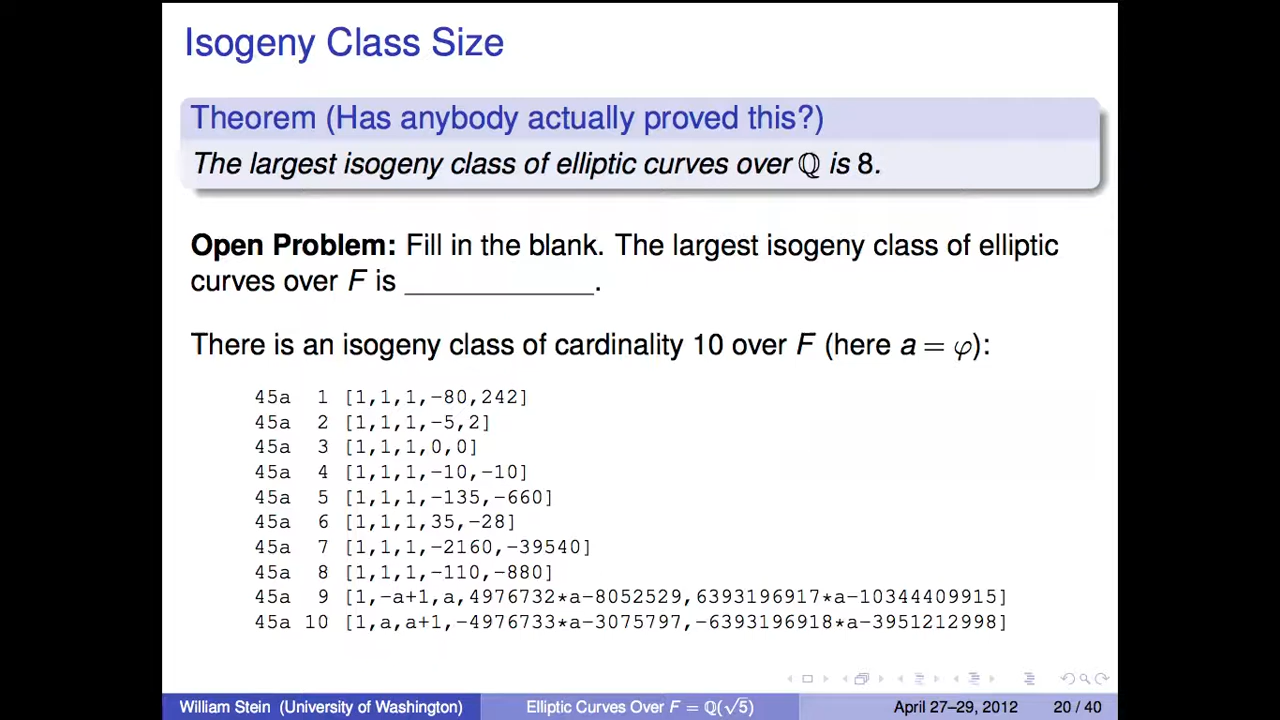 Isogeny Class Size
Theorem (Has anybody actually proved this?)
The largest isogeny class of elliptic curves over ℚ is 8.
Open Problem: Fill in the blank. The largest isogeny class of elliptic
curves over F is ____________.
There is an isogeny class of cardinality 10 over F (here a = φ):
45a 1 [1,1,1,-80,242]
45a 2 [1,1,1,-5,2]
45a 3 [1,1,1,0,0]
45a 4 [1,1,1,-10,-10]
45a 5 [1,1,1,-135,-660]
45a 6 [1,1,1,35,-28]
45a 7 [1,1,1,-2160,-39540]
45a 8 [1,1,1,-110,-880]
45a 9 [1,-a+1,a,4976732*a-8052529,6393196917*a-10344409915]
45a 10 [1,a,a+1,-4976733*a-3075797,-6393196918*a-3951212998]
William Stein (University of Washington) Elliptic Curves Over F = ℚ(√5) April 27–29, 2012 20 / 40